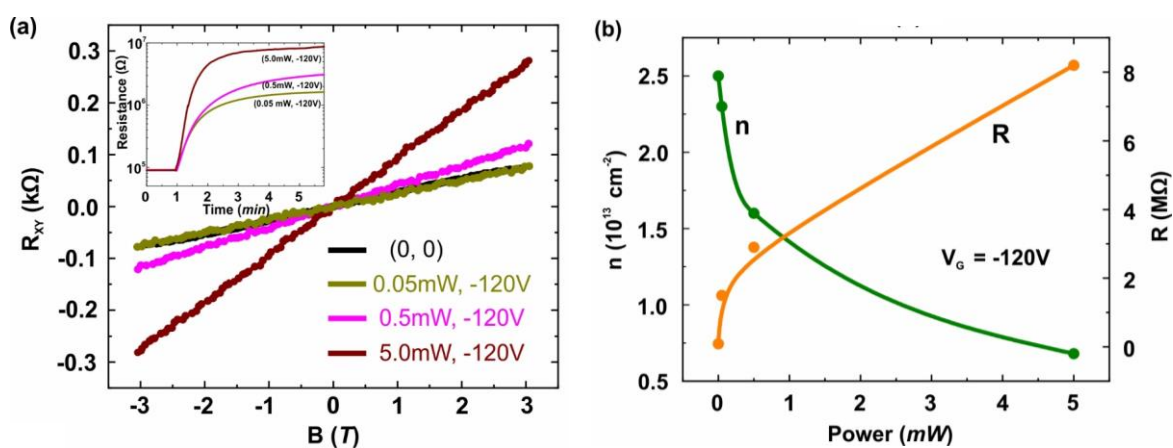 (a)
R_XY (kΩ)
0.3
0.2
0.1
0.0
-0.1
-0.2
-0.3
-3 -2 -1 0 1 2 3
B (T)
Resistance (Ω)
10^7
10^6
10^5
(5.0mW, -120V)
(0.5mW, -120V)
(0.05 mW, -120V)
1 2 3 4 5
Time (min)
(0, 0)
0.05mW, -120V
0.5mW, -120V
5.0mW, -120V
(b)
n (10^13 cm^-2)
2.5
2.0
1.5
1.0
0.5
n
R
V_G = -120V
0 1 2 3 4 5
Power (mW)
8
6
4
2
0
R (MΩ)